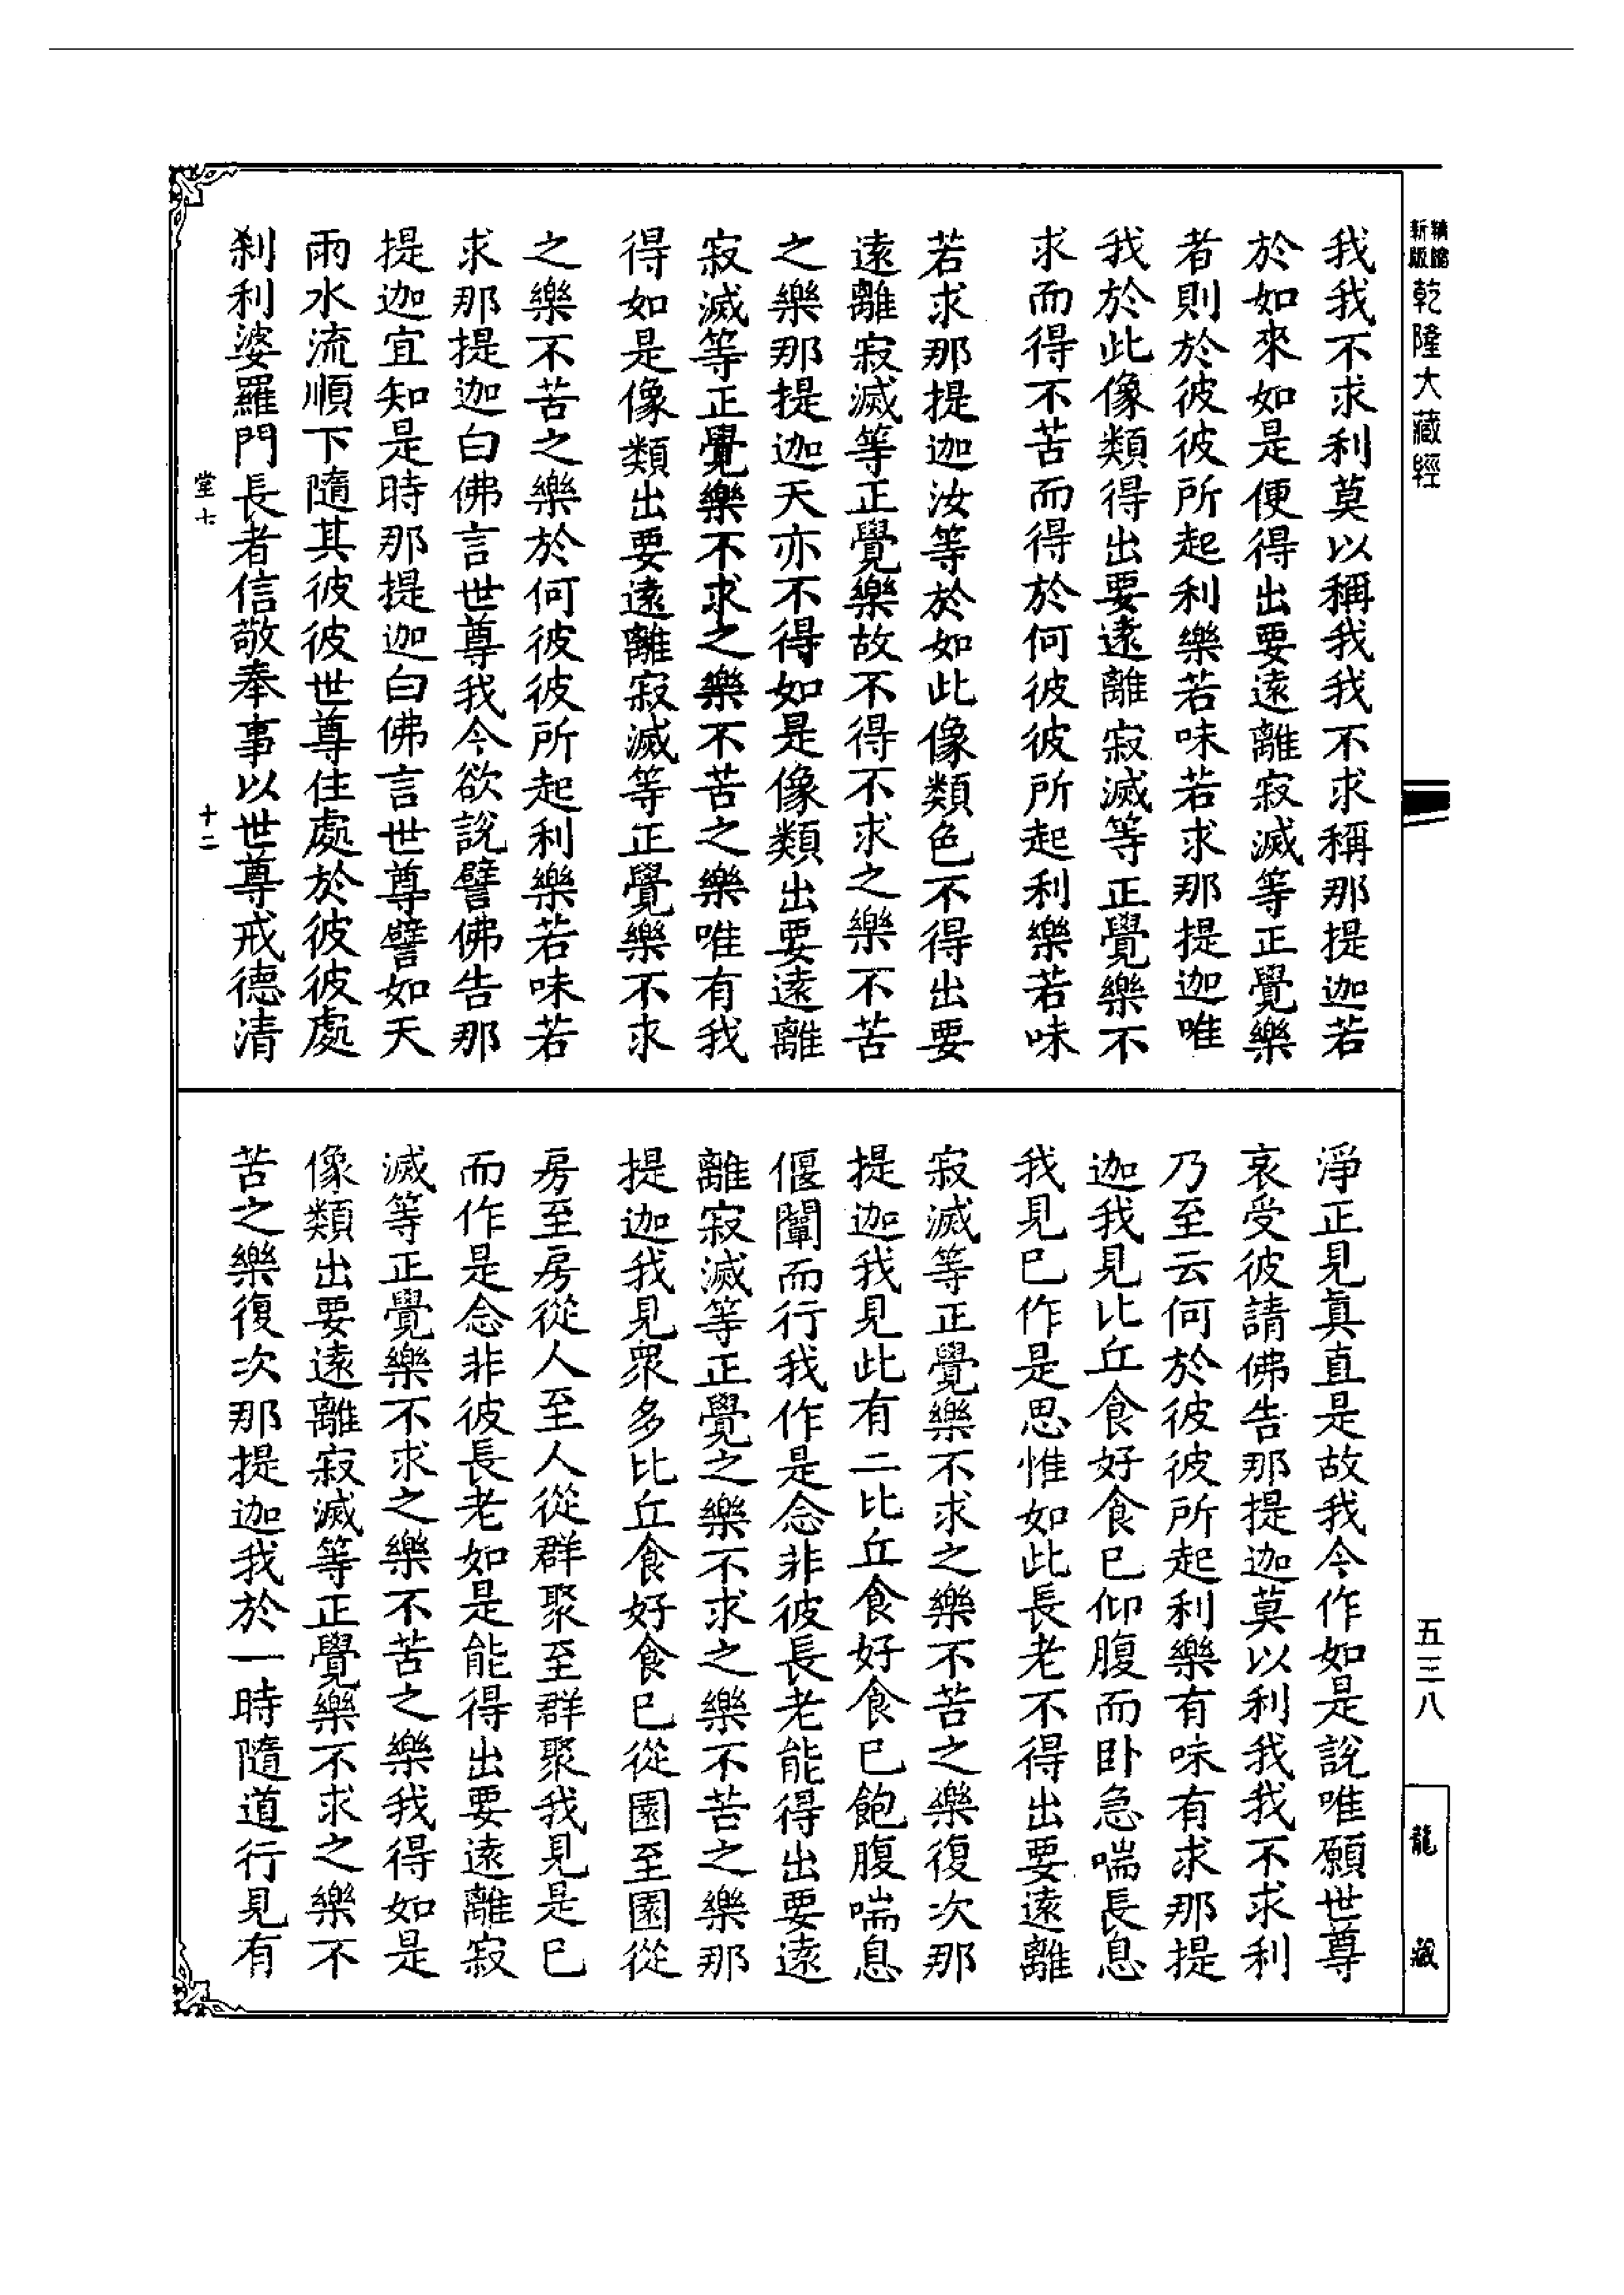 精縮新版乾隆大藏經
我我不求利莫以稱我我不求稱那提迦若
於如來如是便得出要遠離寂滅等正覺樂
者則於彼彼所起利樂若味若求那提迦唯
我於此像類得出要遠離寂滅等正覺樂不
求而得不苦而得於何彼彼所起利樂若味
若求那提迦汝等於如此像類色不得出要
遠離寂滅等正覺樂故不得不求之樂不苦
之樂那提迦天亦不得如是像類出要遠離
寂滅等正覺樂不求之樂不苦之樂唯有我
得如是像類出要遠離寂滅等正覺樂不求
之樂不苦之樂於何彼彼所起利樂若味若
求那提迦白佛言世尊我今欲說譬佛告那
提迦宜知是時那提迦白佛言世尊譬如天
雨水流順下隨其彼彼世尊住處於彼彼處
剎利婆羅門長者信敬奉事以世尊戒德清
堂七
十二
淨正見真直是故我今作如是說唯願世尊
哀受彼請佛告那提迦莫以利我我不求利
乃至云何於彼彼所起利樂有味有求那提
迦我見比丘食好食已仰腹而臥急喘長息
我見已作是思惟如此長老不得出要遠離
寂滅等正覺樂不求之樂不苦之樂復次那
提迦我見此有二比丘食好食已飽腹喘息
偃闡而行我作是念非彼長老能得出要遠
離寂滅等正覺之樂不求之樂不苦之樂那
提迦我見眾多比丘食好食已從園至園從
房至房從人至人從群聚至群聚我見是已
而作是念非彼長老如是能得出要遠離寂
滅等正覺樂不求之樂不苦之樂我得如是
像類出要遠離寂滅等正覺樂不求之樂不
苦之樂復次那提迦我於一時隨道行見有
五三八
龍藏